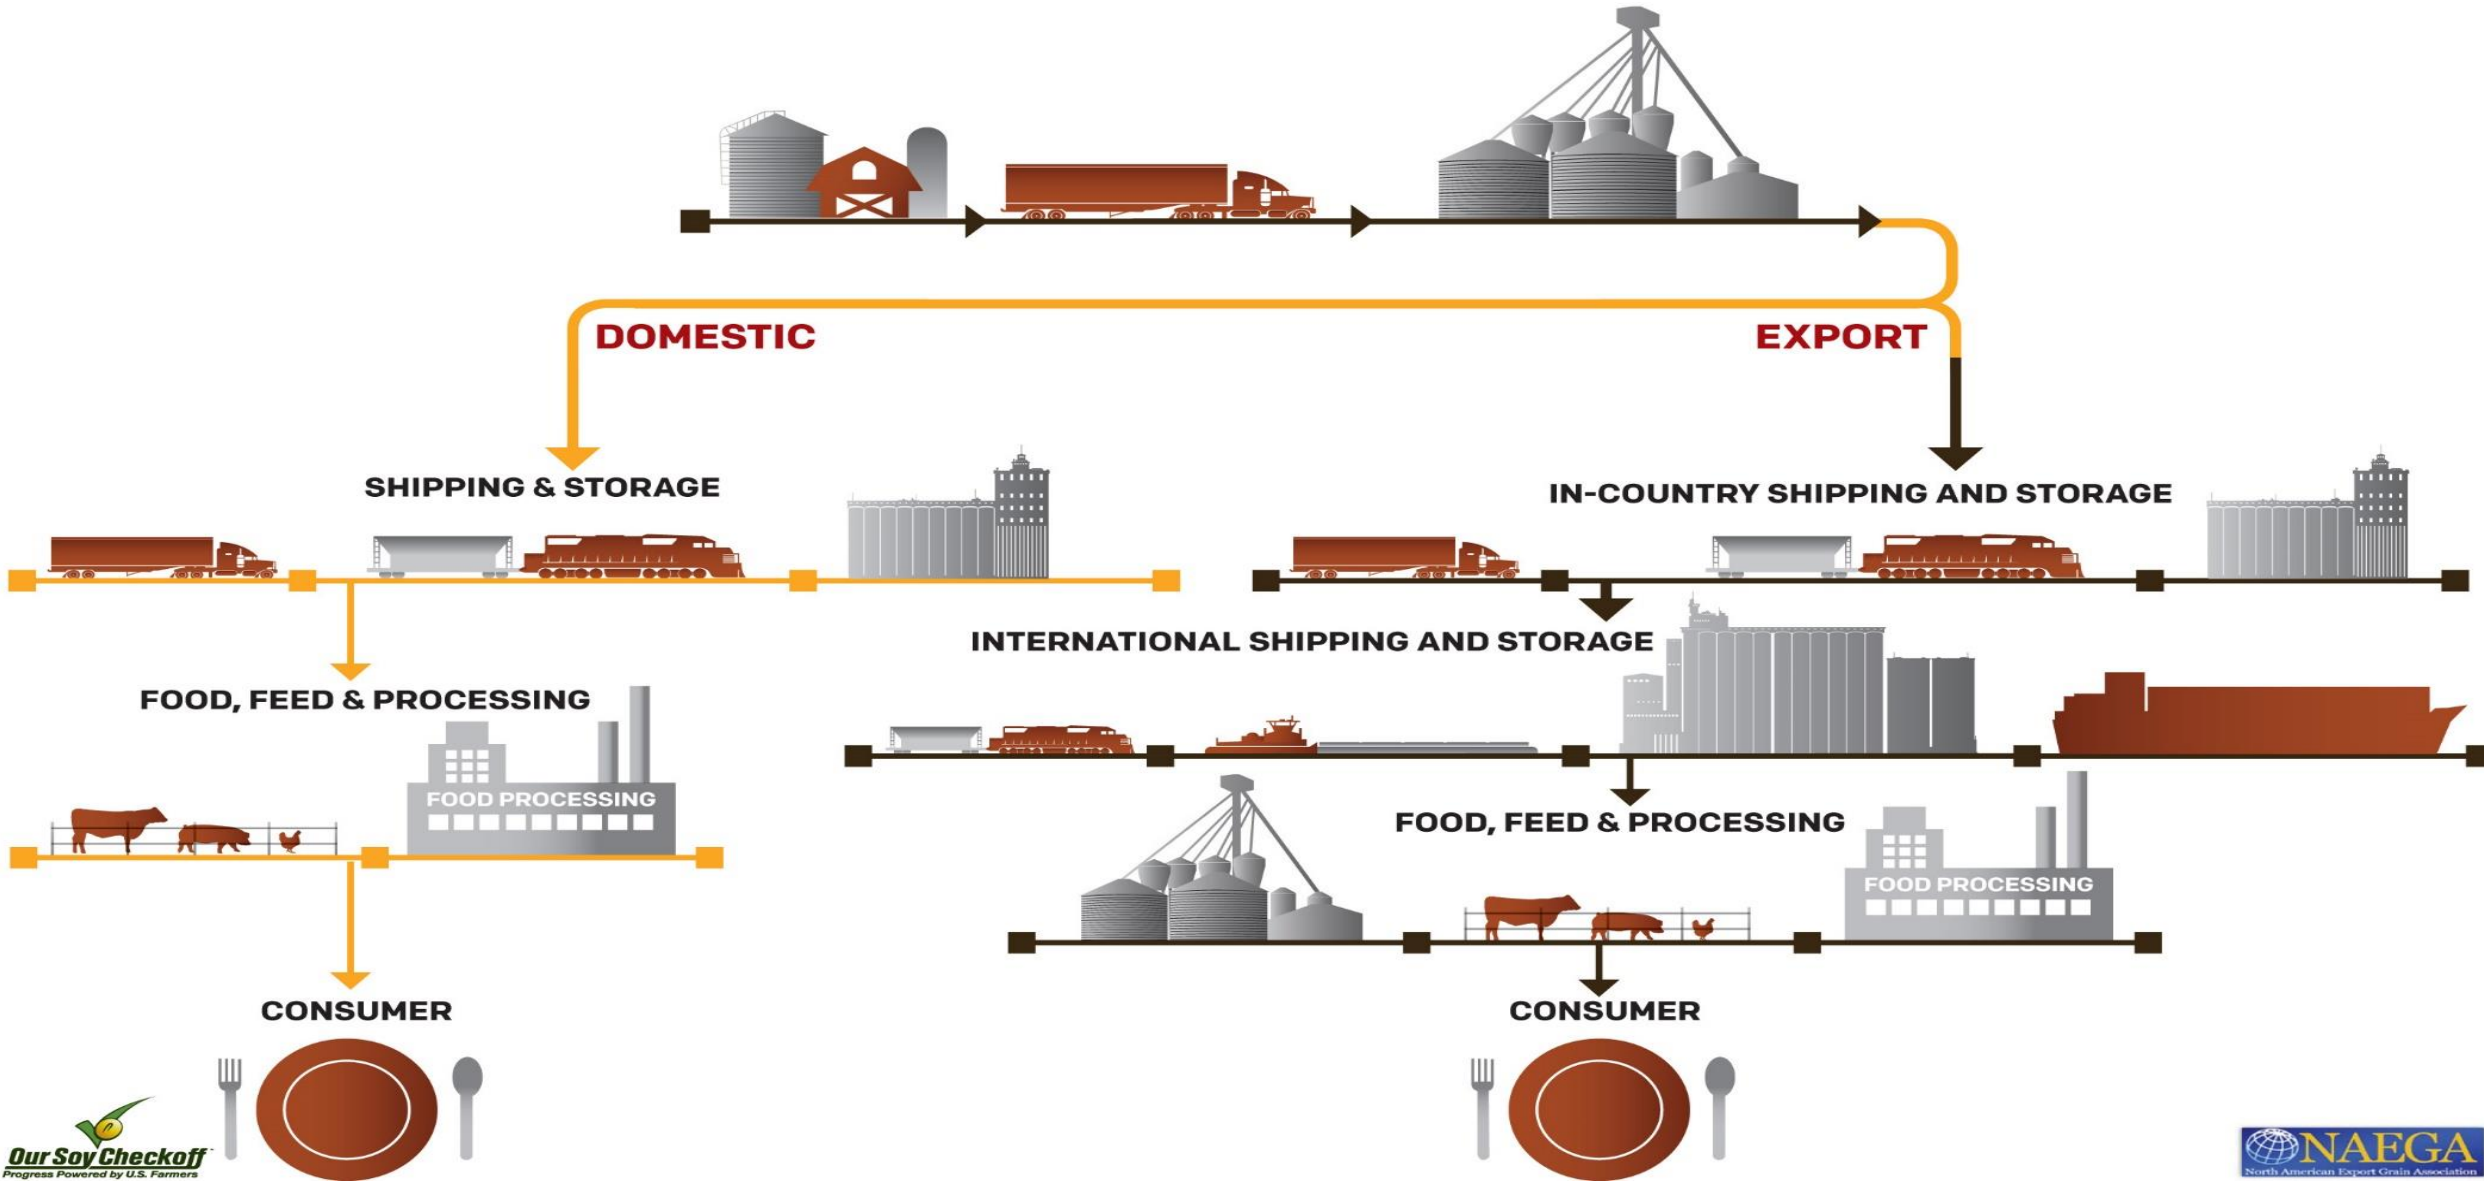 DOMESTIC
EXPORT
SHIPPING & STORAGE
IN-COUNTRY SHIPPING AND STORAGE
INTERNATIONAL SHIPPING AND STORAGE
FOOD, FEED & PROCESSING
FOOD PROCESSING
FOOD, FEED & PROCESSING
FOOD PROCESSING
CONSUMER
CONSUMER
Our Soy Checkoff
Progress Powered by U.S. Farmers
NAEGA
North American Export Grain Association